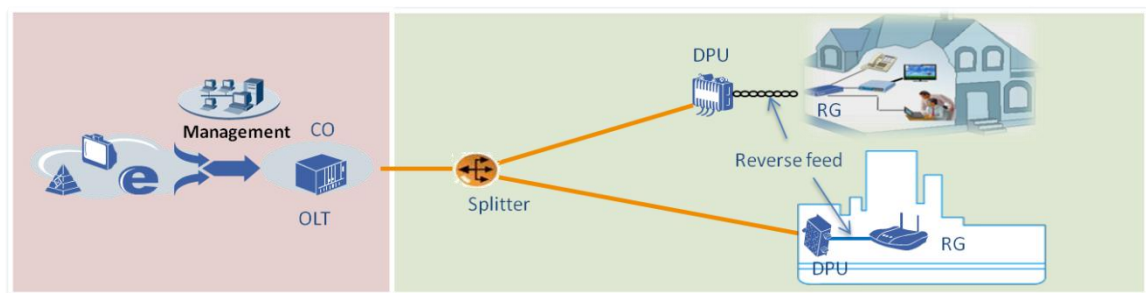 Management
CO
OLT
Splitter
DPU
RG
Reverse feed
DPU
RG